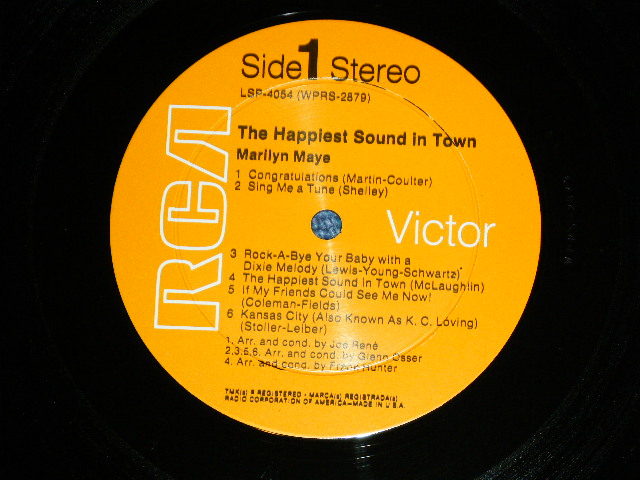 Side 1 Stereo
LSP-4054 (WPRS-2879)
The Happiest Sound in Town
Marilyn Maye
1 Congratulations (Martin-Coulter)
2 Sing Me a Tune (Shelley)
RCA
Victor
3 Rock-A-Bye Your Baby with a
Dixie Melody (Lewis-Young-Schwartz)
4 The Happiest Sound in Town (McLaughlin)
5 If My Friends Could See Me Now!
(Coleman-Fields)
6 Kansas City (Also Known As K. C. Loving)
(Stoller-Leiber)
1. Arr. and cond. by Joe René
2,3,5,6. Arr. and cond. by Glenn Osser
4. Arr. and cond. by Frank Hunter
TMK(s) ® REGISTERED • MARCA(s) REGISTRADA(s)
RADIO CORPORATION OF AMERICA—MADE IN U.S.A.